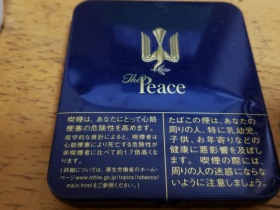 The
Peace
喫煙は、あなたにとって心筋
梗塞の危険性を高めます。
疫学的な推計によると、喫煙者は
心筋梗塞により死亡する危険性が
非喫煙者に比べて約1.7倍高くな
ります。
(詳細については、厚生労働省のホーム・
ページwww.mhlw.go.jp/topics/tobacco/
main.htmlをご参照ください。)
たばこの煙は、あなたの
周りの人、特に乳幼児、
子供、お年寄りなどの
健康に悪影響を及ぼし
ます。喫煙の際には、
周りの人の迷惑になら
ないように注意しましょう。